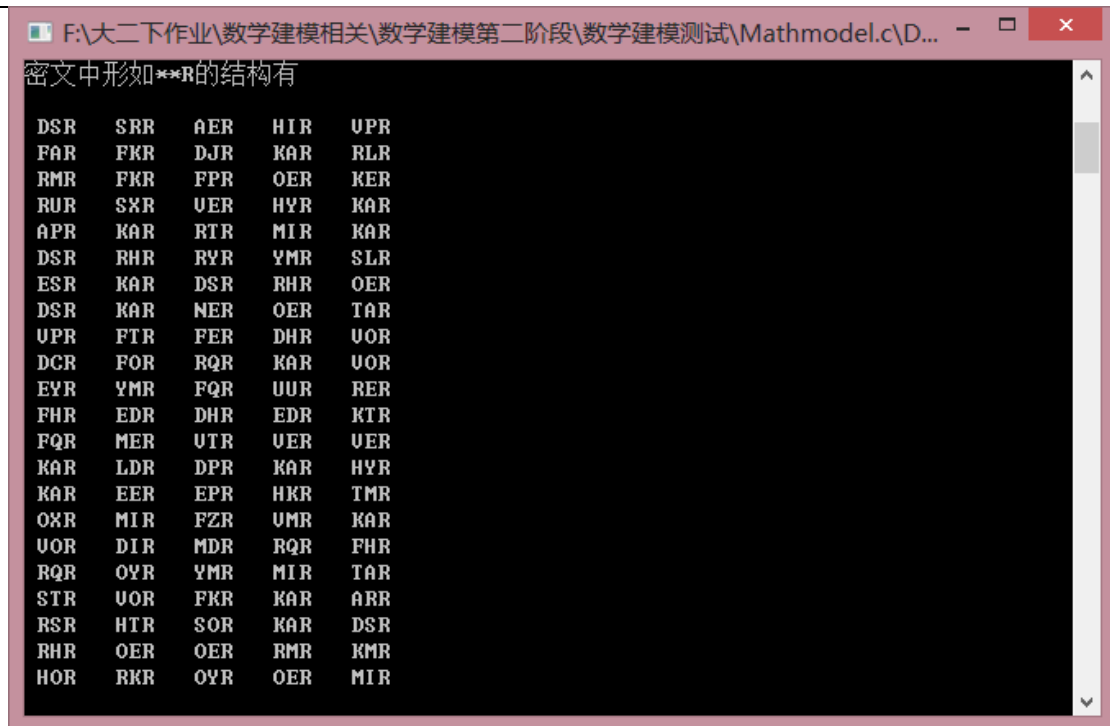 F:\大二下作业\数学建模相关\数学建模第二阶段\数学建模测试\Mathmodel.c\D...
密文中形如**R的结构有
DSR SRR AER HIR VPR
FAR FKR DJR KAR RLR
RMR FKR FPR OER KER
RUR SXR VER HYR KAR
APR KAR RTR MIR KAR
DSR RHR RYR YMR SLR
ESR KAR DSR RHR OER
DSR KAR NER OER TAR
VPR FTR FER DHR VOR
DCR FOR RQR KAR VOR
EYR YMR FQR UUR RER
FHR EDR DHR EDR KTR
FQR MER VTR VER VER
KAR LDR DPR KAR HYR
KAR EER EPR HKR TMR
OXR MIR FZR VMR KAR
VOR DIR MDR RQR FHR
RQR OYR YMR MIR TAR
STR VOR FKR KAR ARR
RSR HTR SOR KAR DSR
RHR OER OER RMR KMR
HOR RKR OYR OER MIR